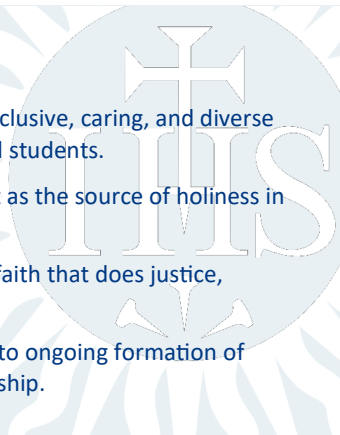 clusive, caring, and diverse
students.
as the source of holiness in
IHS
faith that does justice,
to ongoing formation of
ship.